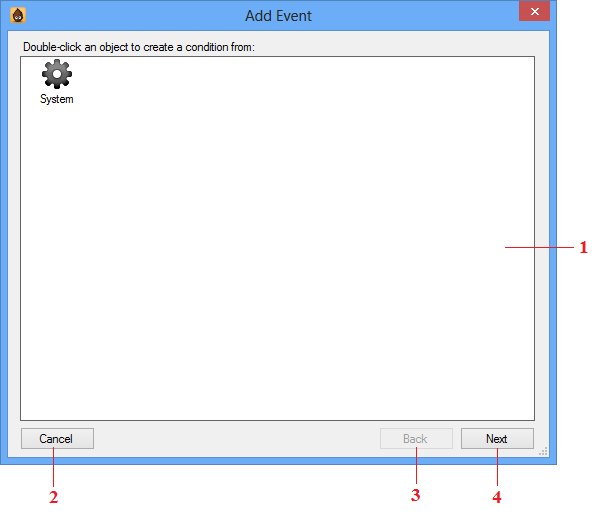 Add Event
Double-click an object to create a condition from:
System
1
Cancel
Back
Next
2
3
4